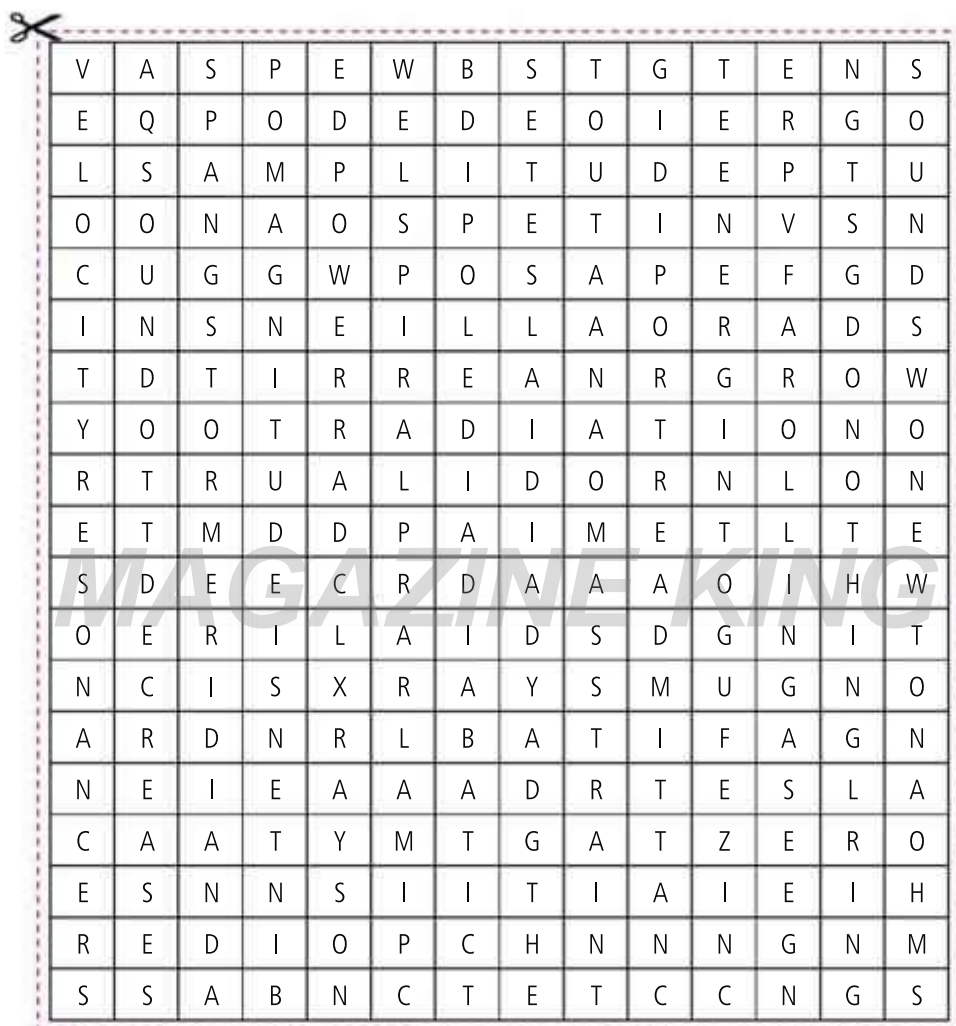 V A S P E W B S T G T E N S
E Q P O D E D E O I E R G O
L S A M P L I T U D E P T U
O O N A O S P E T I N V S N
C U G G W P O S A P E F G D
I N S N E I L L A O R A D S
T D T I R R E A N R G R O W
Y O O T R A D I A T I O N O
R T R U A L I D O R N L O N
E T M D D P A I M E T L T E
S D E E C R D A A A O I H W
MAGAZINE KING
O E R I L A I D S D G N I T
N C I S X R A Y S M U G N O
A R D N R L B A T I F A G N
N E I E A A A D R T E S L A
C A A T Y M T G A T Z E R O
E S N N S I I T I A I E I H
R E D I O P C H N N N G N M
S S A B N C T E T C C N G S